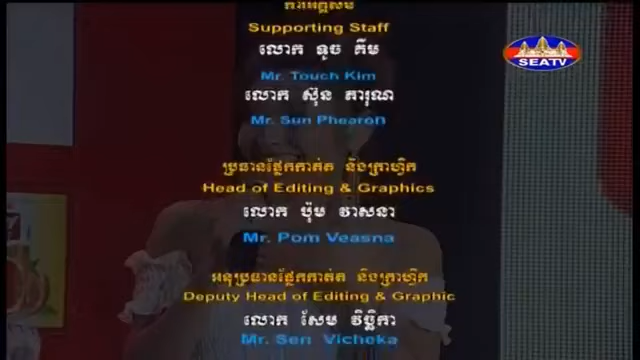 Supporting Staff
លោក ទូច គីម
Mr. Touch Kim
លោក ស៊ុន ភារុណ
Mr. Sun Phearon
ប្រធានផ្នែកកាត់ត និងក្រាហ្វិក
Head of Editing & Graphics
លោក ប៉ុម វាសនា
Mr. Pom Veasna
អនុប្រធានផ្នែកកាត់ត និងក្រាហ្វិក
Deputy Head of Editing & Graphic
លោក សែម វិច្ឆិកា
Mr. Sen Vicheka
SEATV